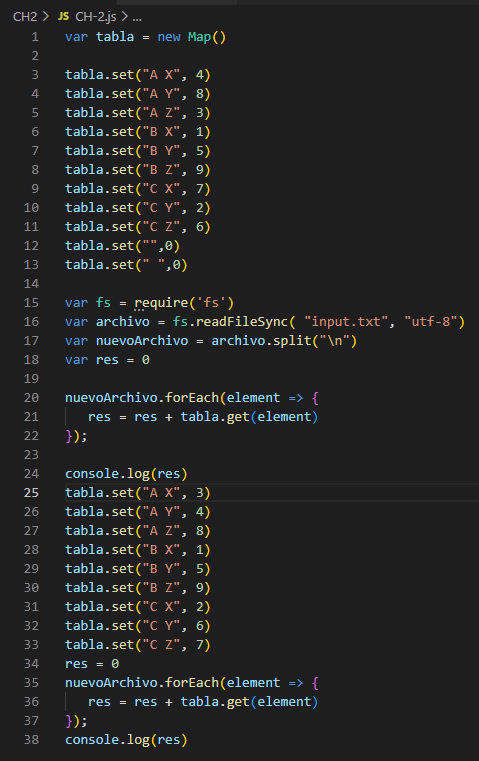 CH2 > JS CH-2.js > ...
1 var tabla = new Map()
2
3 tabla.set("A X", 4)
4 tabla.set("A Y", 8)
5 tabla.set("A Z", 3)
6 tabla.set("B X", 1)
7 tabla.set("B Y", 5)
8 tabla.set("B Z", 9)
9 tabla.set("C X", 7)
10 tabla.set("C Y", 2)
11 tabla.set("C Z", 6)
12 tabla.set("",0)
13 tabla.set(" ",0)
14
15 var fs = require('fs')
16 var archivo = fs.readFileSync( "input.txt", "utf-8")
17 var nuevoArchivo = archivo.split("\n")
18 var res = 0
19
20 nuevoArchivo.forEach(element => {
21 res = res + tabla.get(element)
22 });
23
24 console.log(res)
25 tabla.set("A X", 3)
26 tabla.set("A Y", 4)
27 tabla.set("A Z", 8)
28 tabla.set("B X", 1)
29 tabla.set("B Y", 5)
30 tabla.set("B Z", 9)
31 tabla.set("C X", 2)
32 tabla.set("C Y", 6)
33 tabla.set("C Z", 7)
34 res = 0
35 nuevoArchivo.forEach(element => {
36 res = res + tabla.get(element)
37 });
38 console.log(res)